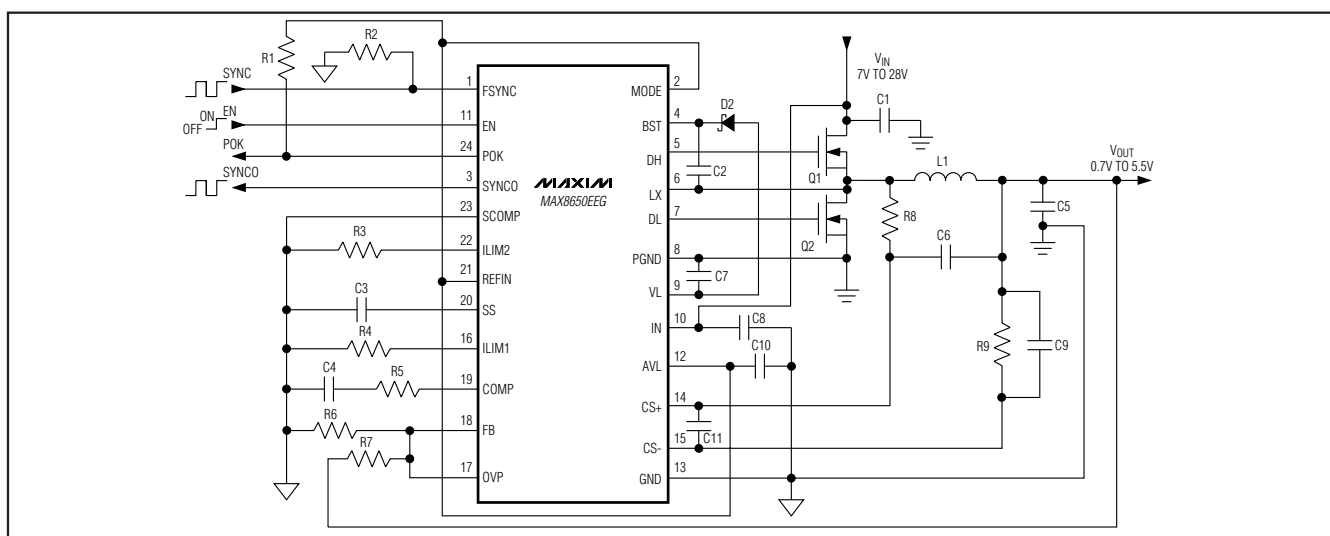 R1
R2
SYNC
1
FSYNC
ON
OFF
EN
11
EN
POK
24
POK
SYNCO
3
SYNCO
23
SCOMP
R3
22
ILIM2
21
REFIN
C3
20
SS
R4
16
ILIM1
C4
R5
19
COMP
R6
18
FB
R7
17
OVP
MAXIM
MAX8650EEG
MODE
2
BST
4
D2
DH
5
C2
LX
6
DL
7
PGND
8
C7
VL
9
IN
10
C8
AVL
12
C10
CS+
14
C11
CS-
15
GND
13
VIN
7V TO 28V
C1
Q1
Q2
L1
R8
C6
R9
C9
C5
VOUT
0.7V TO 5.5V